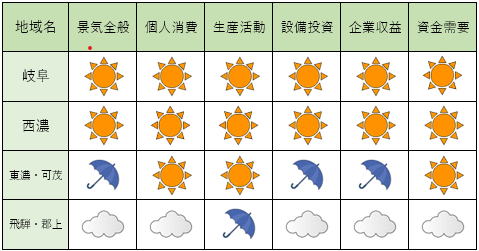 地域名 景気全般 個人消費 生産活動 設備投資 企業収益 資金需要
岐阜
西濃
東濃・可茂
飛騨・郡上